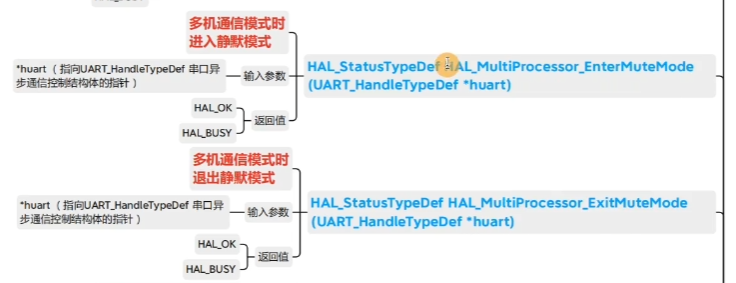 HAL_BUSY
多机通信模式时
进入静默模式
*huart （指向UART_HandleTypeDef 串口异
步通信控制结构体的指针）
输入参数
HAL_StatusTypeDef HAL_MultiProcessor_EnterMuteMode
(UART_HandleTypeDef *huart)
HAL_OK
返回值
HAL_BUSY
多机通信模式时
退出静默模式
*huart （指向UART_HandleTypeDef 串口异
步通信控制结构体的指针）
输入参数
HAL_StatusTypeDef HAL_MultiProcessor_ExitMuteMode
(UART_HandleTypeDef *huart)
HAL_OK
返回值
HAL_BUSY